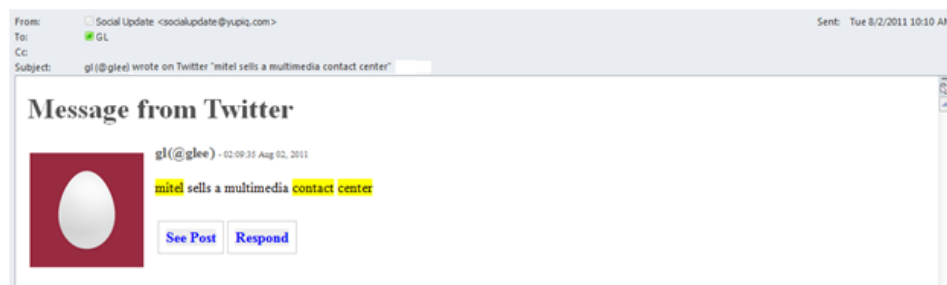 From: Social Update <socialupdate@yupiq.com> Sent: Tue 8/2/2011 10:10 AM
To: GL
Cc:
Subject: gl(@glee) wrote on Twitter "mitel sells a multimedia contact center"
Message from Twitter
gl(@glee) - 02:09:35 Aug 02, 2011
mitel sells a multimedia contact center
See Post Respond